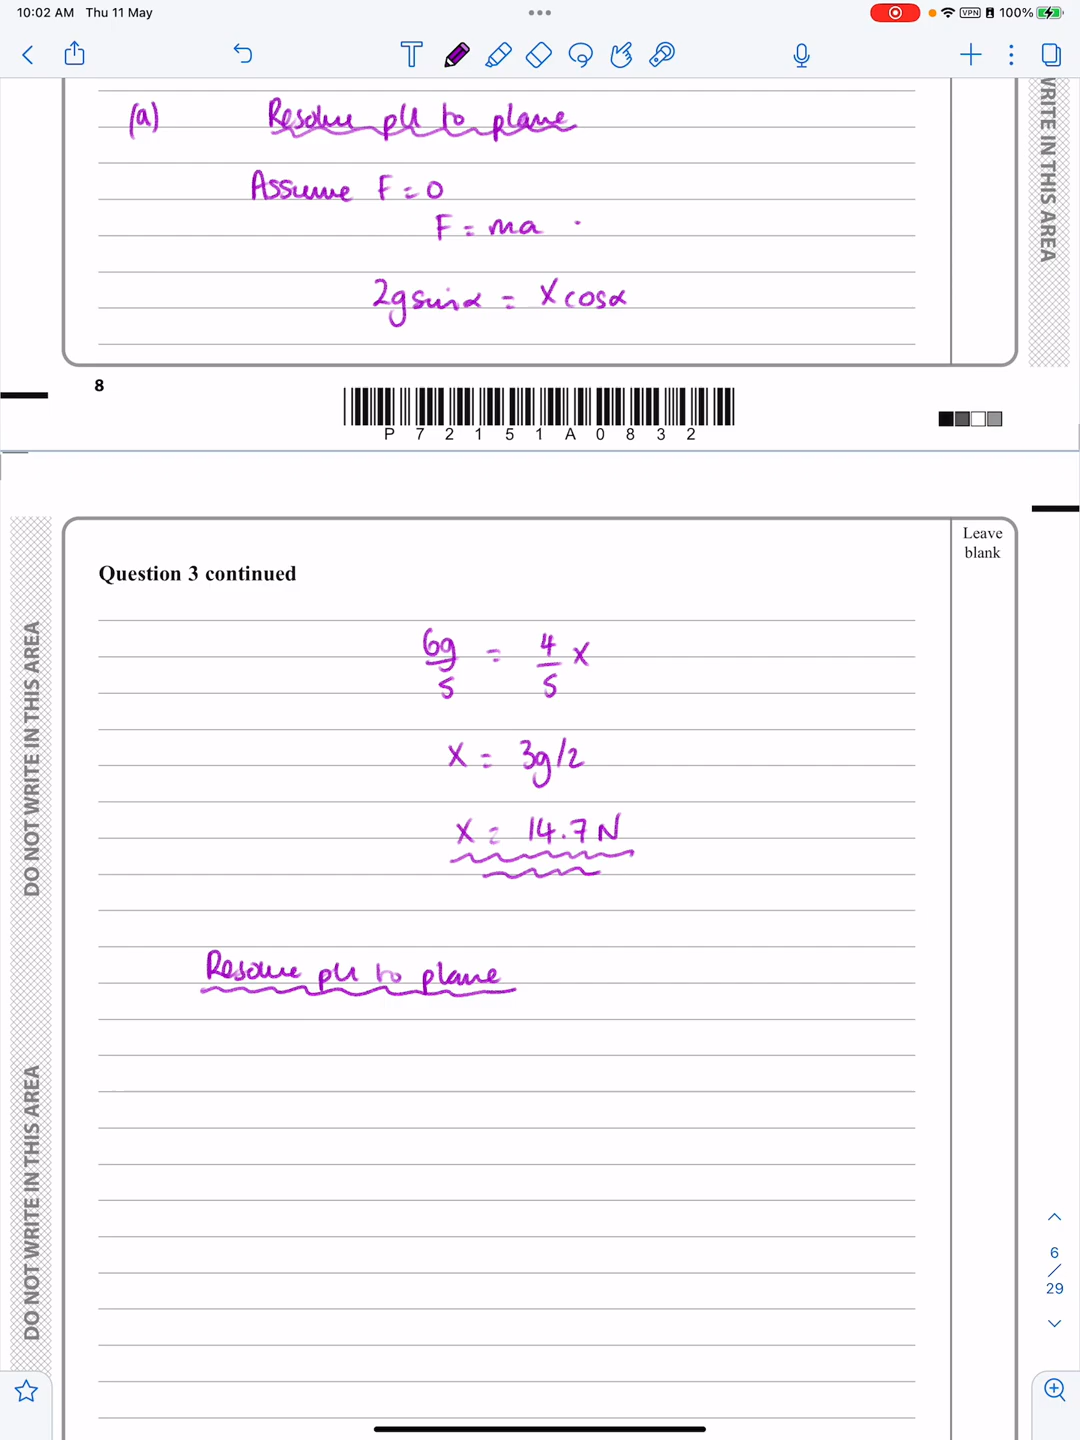 10:02 AM Thu 11 May
VPN 100%
(a) Resolve pll to plane
Assume F = 0
F = ma
2g sinα = X cosα
WRITE IN THIS AREA
8
P 7 2 1 5 1 A 0 8 3 2
Leave
blank
Question 3 continued
6g/5 = 4/5 X
X = 3g/2
X = 14.7 N
Resolve pll to plane
DO NOT WRITE IN THIS AREA
DO NOT WRITE IN THIS AREA
6
/
29